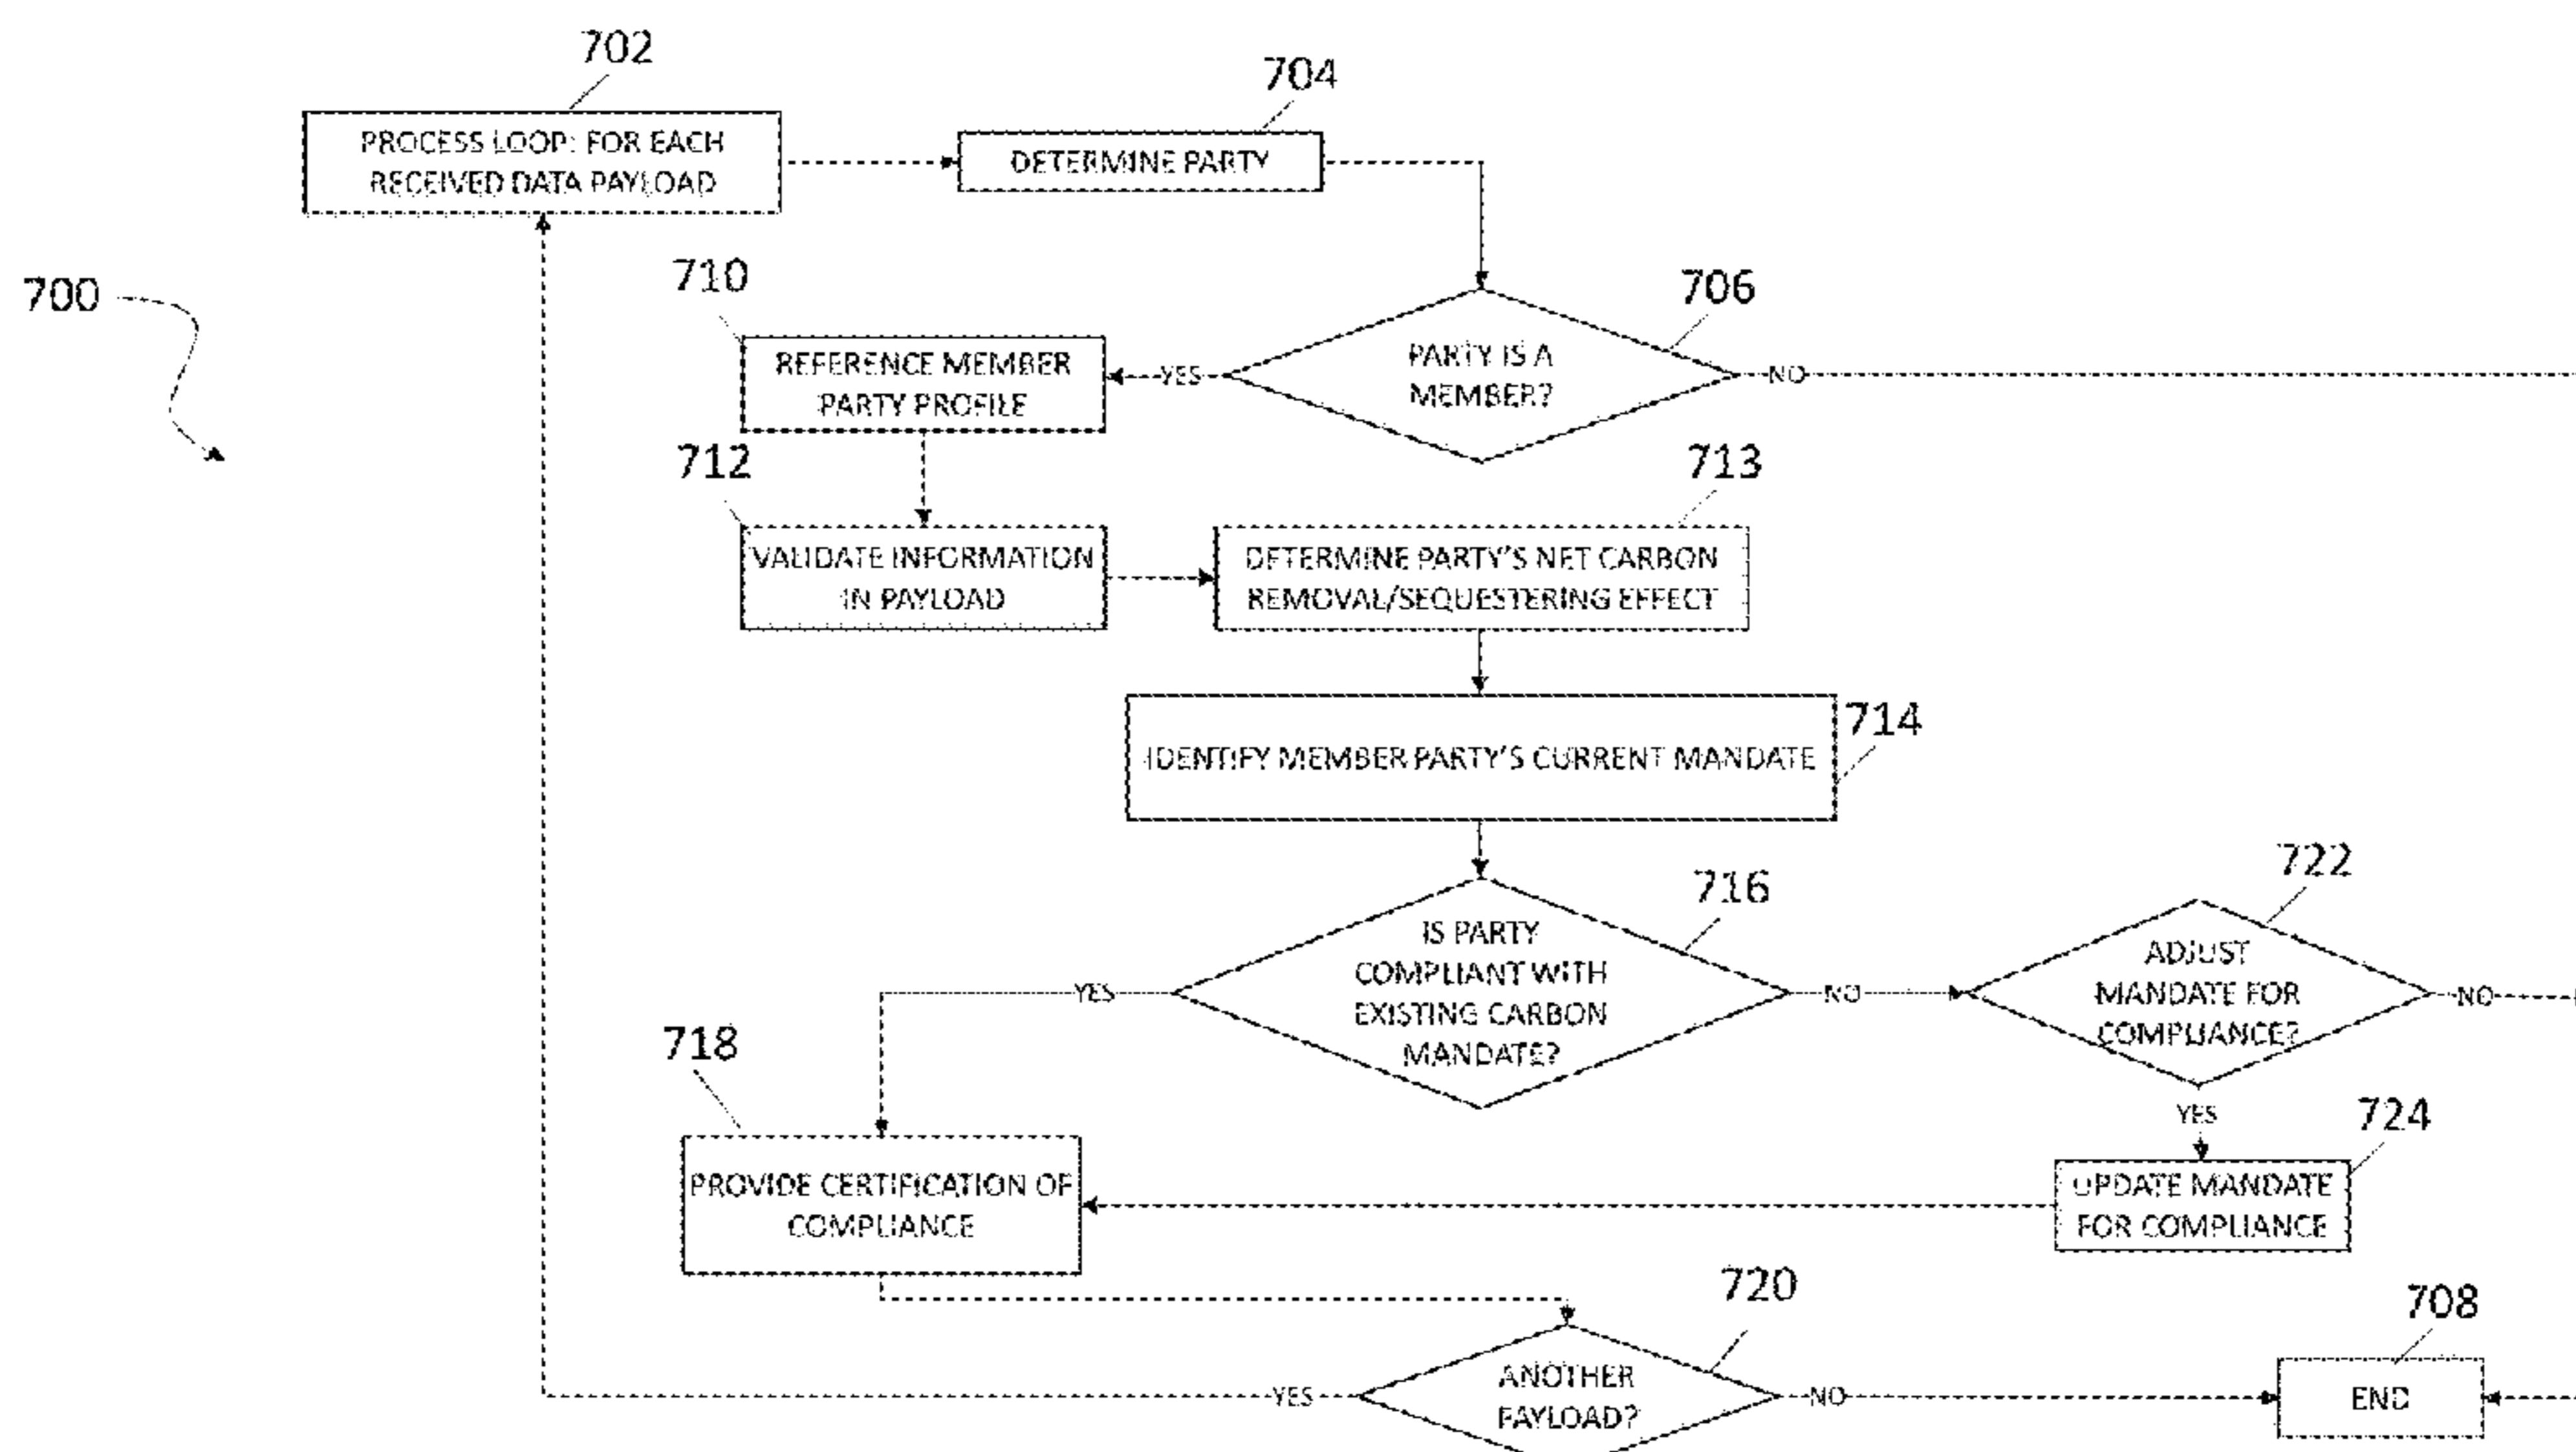 702
PROCESS LOOP: FOR EACH
RECEIVED DATA PAYLOAD
704
DETERMINE PARTY
700
710
REFERENCE MEMBER
PARTY PROFILE
YES
706
PARTY IS A
MEMBER?
NO
712
VALIDATE INFORMATION
IN PAYLOAD
713
DETERMINE PARTY'S NET CARBON
REMOVAL/SEQUESTERING EFFECT
714
IDENTIFY MEMBER PARTY'S CURRENT MANDATE
716
IS PARTY
COMPLIANT WITH
EXISTING CARBON
MANDATE?
YES
NO
722
ADJUST
MANDATE FOR
COMPLIANCE?
NO
YES
718
PROVIDE CERTIFICATION OF
COMPLIANCE
724
UPDATE MANDATE
FOR COMPLIANCE
720
ANOTHER
PAYLOAD?
YES
NO
708
END